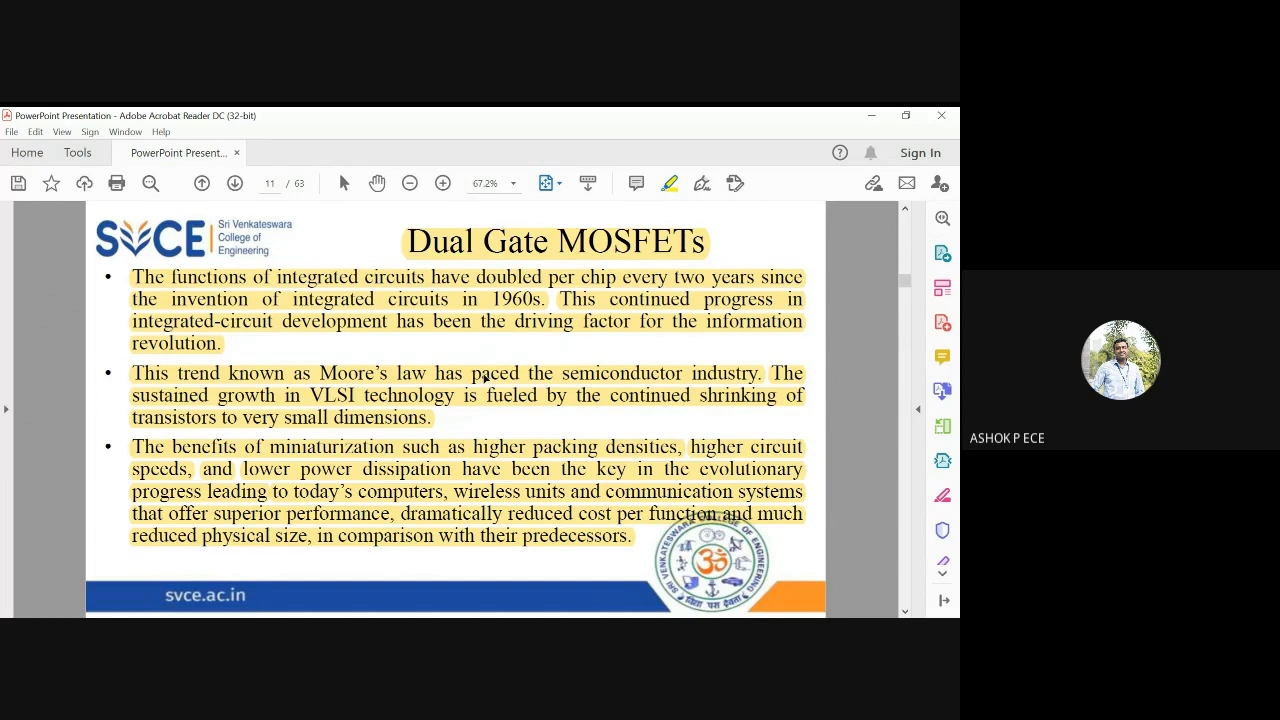 PowerPoint Presentation - Adobe Acrobat Reader DC (32-bit)
File Edit View Sign Window Help
Home Tools PowerPoint Present... × Sign In
11 / 63 67.2%
SVCE Sri Venkateswara
College of
Engineering
Dual Gate MOSFETs
• The functions of integrated circuits have doubled per chip every two years since
the invention of integrated circuits in 1960s. This continued progress in
integrated-circuit development has been the driving factor for the information
revolution.
• This trend known as Moore's law has paced the semiconductor industry. The
sustained growth in VLSI technology is fueled by the continued shrinking of
transistors to very small dimensions.
• The benefits of miniaturization such as higher packing densities, higher circuit
speeds, and lower power dissipation have been the key in the evolutionary
progress leading to today's computers, wireless units and communication systems
that offer superior performance, dramatically reduced cost per function and much
reduced physical size, in comparison with their predecessors.
SRI VENKATESWARA COLLEGE OF ENGINEERING
ॐ
svce.ac.in
ASHOK P ECE